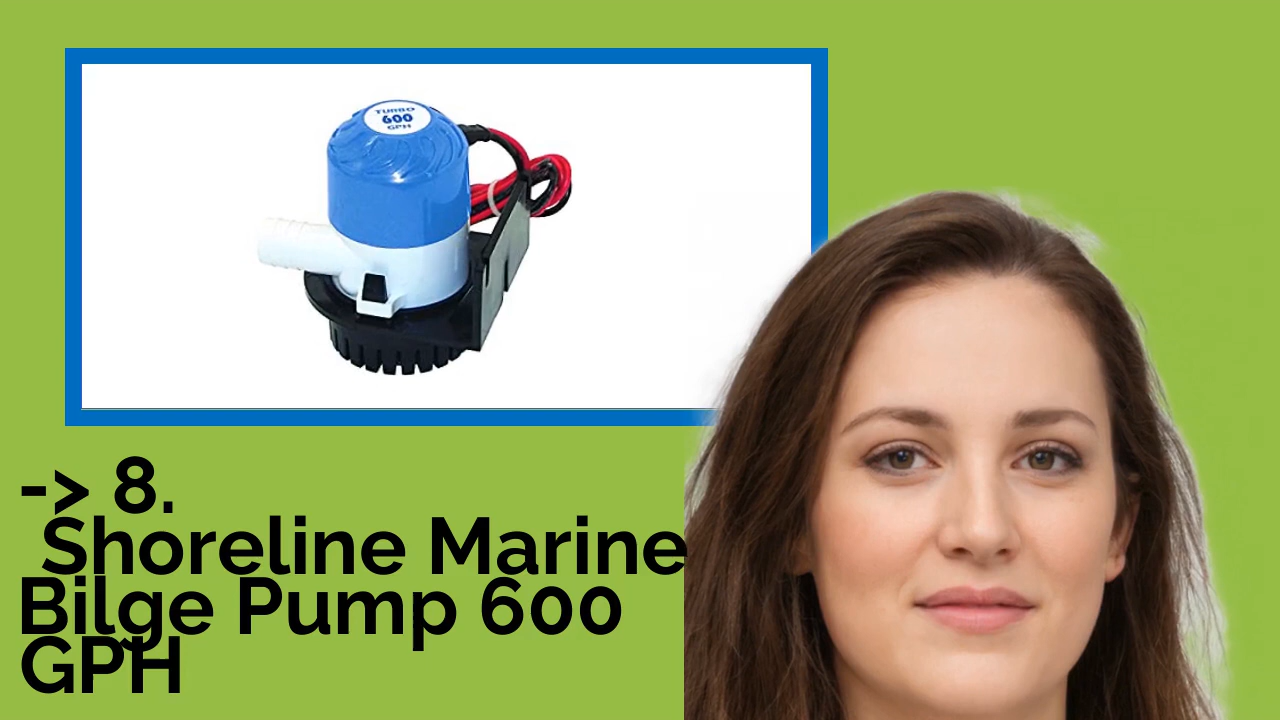 TURBO
600
GPH
-> 8.
Shoreline Marine
Bilge Pump 600
GPH